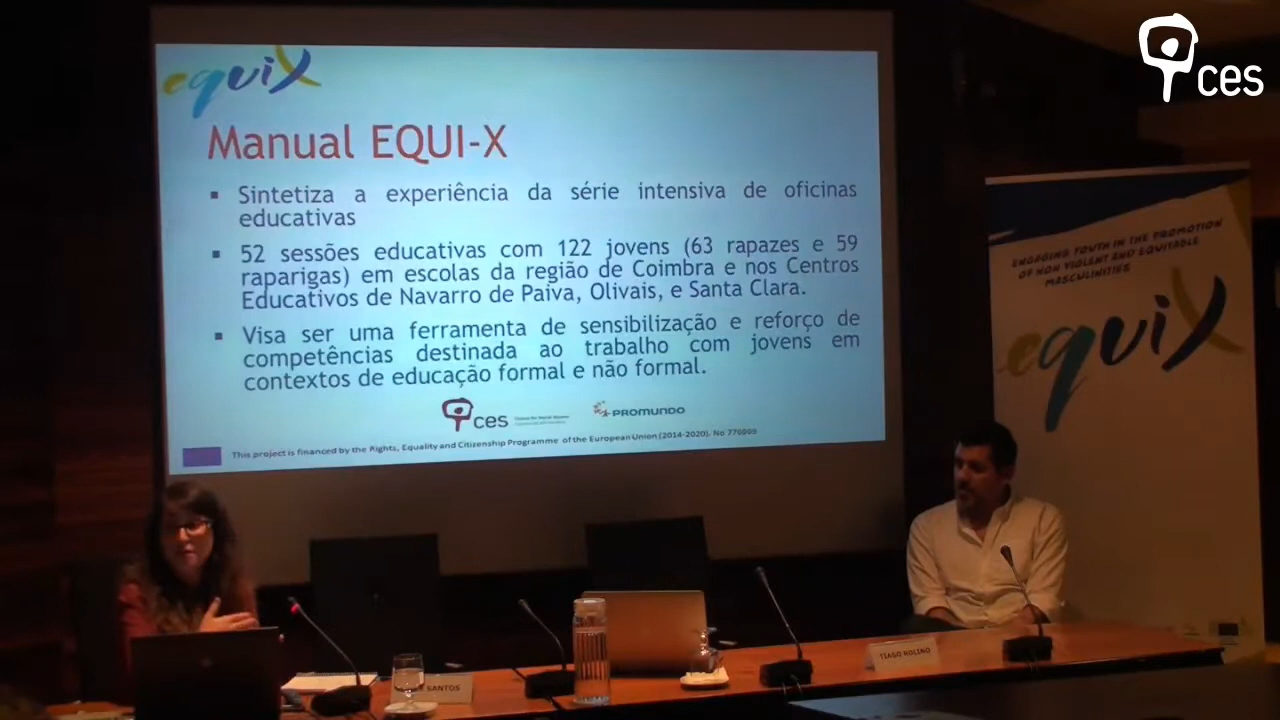 equiX
ces
Manual EQUI-X
Sintetiza a experiência da série intensiva de oficinas
educativas
52 sessões educativas com 122 jovens (63 rapazes e 59
raparigas) em escolas da região de Coimbra e nos Centros
Educativos de Navarro de Paiva, Olivais, e Santa Clara.
Visa ser uma ferramenta de sensibilização e reforço de
competências destinada ao trabalho com jovens em
contextos de educação formal e não formal.
ces
PROMUNDO
This project is financed by the Rights, Equality and Citizenship Programme of the European Union (2014-2020). No 776969
ENGAGING YOUTH IN THE PROMOTION
OF NON VIOLENT AND EQUITABLE
MASCULINITIES
equiX
SANTOS
TIAGO ROLINO